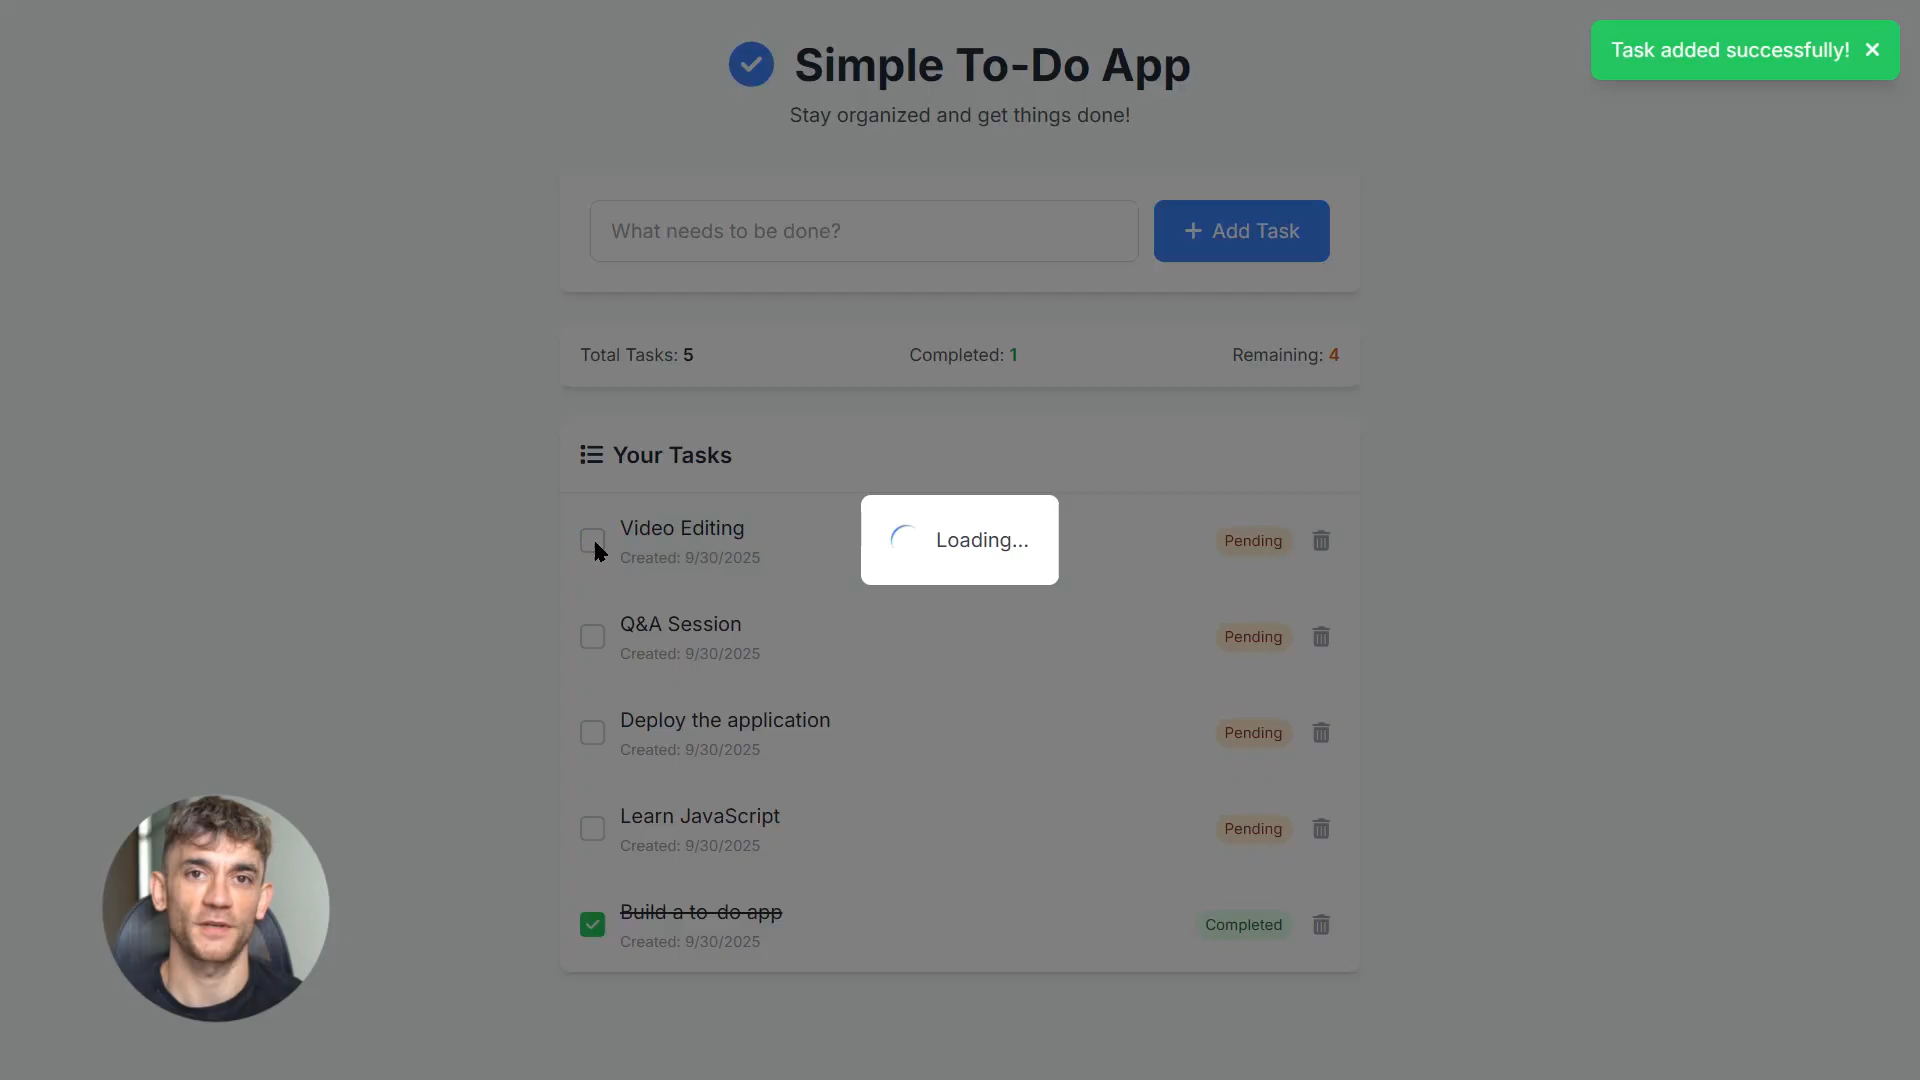 Simple To-Do App
Task added successfully!
Stay organized and get things done!
What needs to be done?
Add Task
Total Tasks: 5
Completed: 1
Remaining: 4
Your Tasks
Video Editing
Created: 9/30/2025
Pending
Loading...
Q&A Session
Created: 9/30/2025
Pending
Deploy the application
Created: 9/30/2025
Pending
Learn JavaScript
Created: 9/30/2025
Pending
Build a to-do app
Created: 9/30/2025
Completed